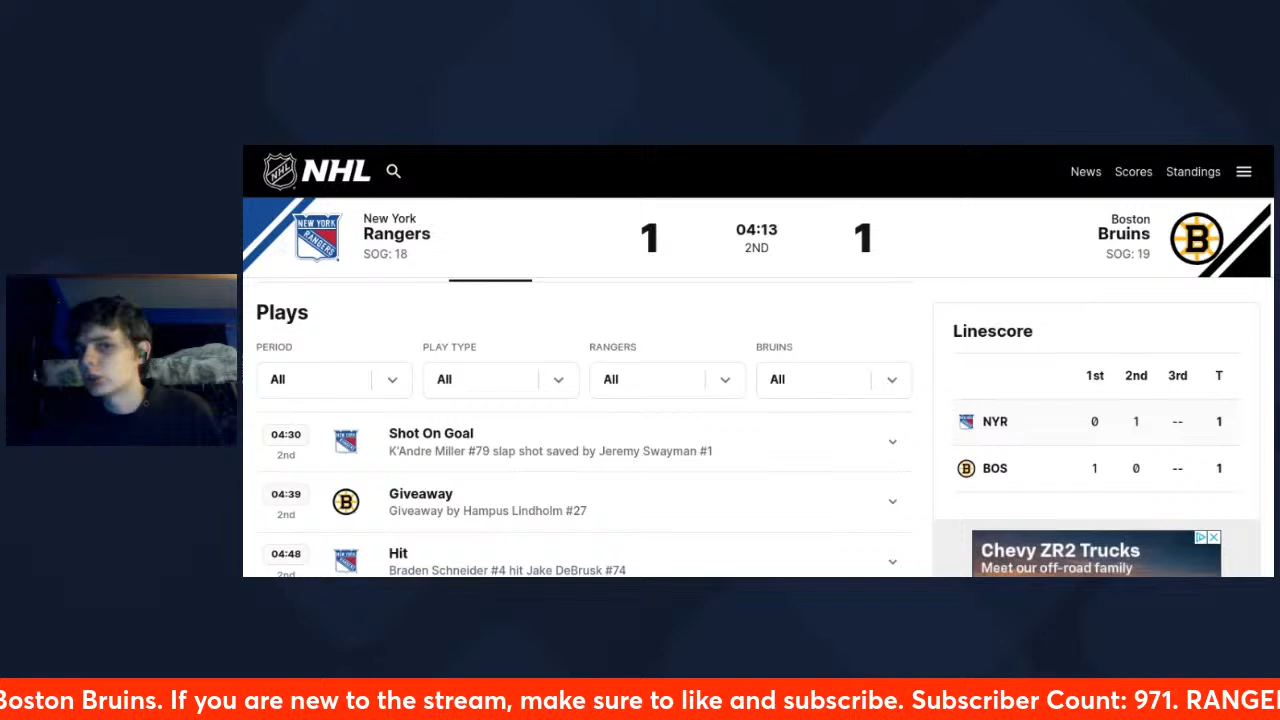 NHL
News Scores Standings
NEW YORK
RANGERS
New York
Rangers
SOG: 18
1
04:13
2ND
1
Boston
Bruins
SOG: 19
B
Plays
PERIOD PLAY TYPE RANGERS BRUINS
All All All All
04:30
2nd
Shot On Goal
K'Andre Miller #79 slap shot saved by Jeremy Swayman #1
04:39
2nd
B
Giveaway
Giveaway by Hampus Lindholm #27
04:48
2nd
Hit
Braden Schneider #4 hit Jake DeBrusk #74
Linescore
1st 2nd 3rd T
NYR 0 1 -- 1
B BOS 1 0 -- 1
Chevy ZR2 Trucks
Meet our off-road family
Boston Bruins. If you are new to the stream, make sure to like and subscribe. Subscriber Count: 971. RANGE